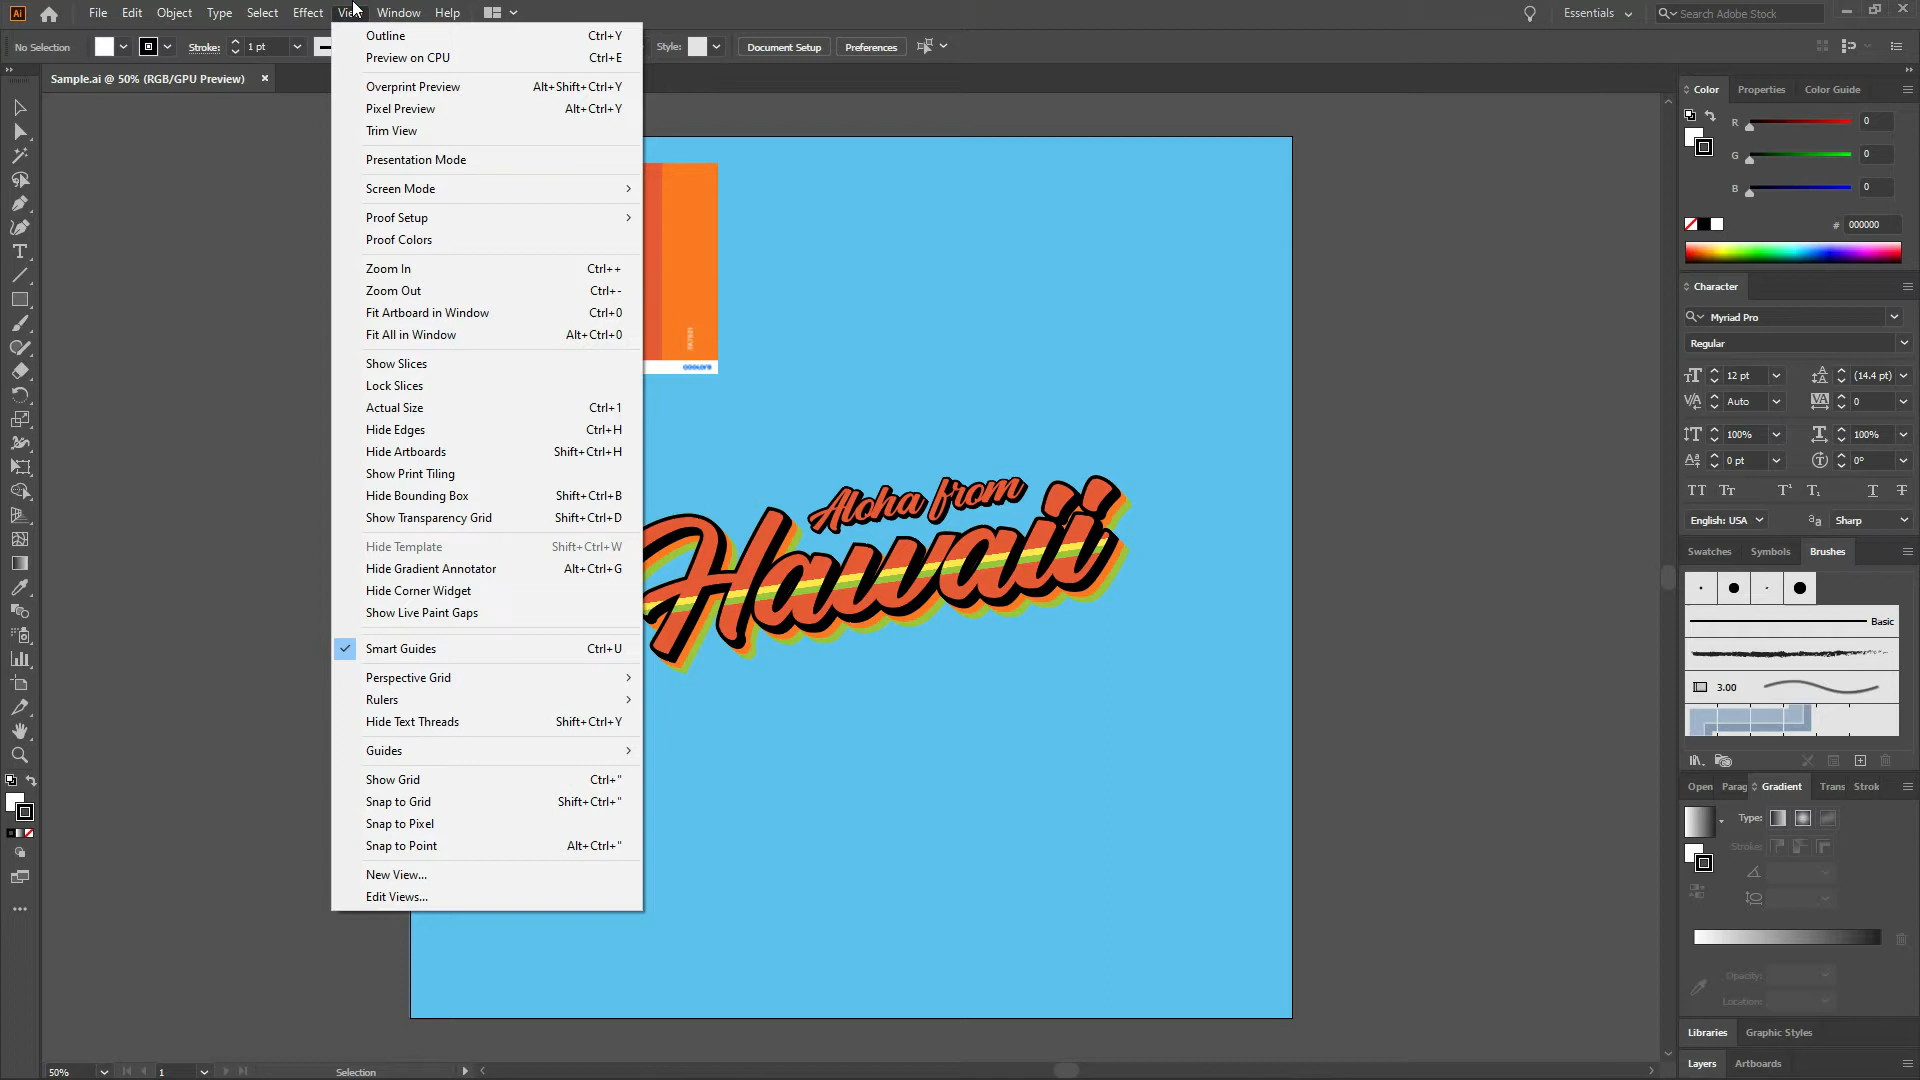 Ai
File Edit Object Type Select Effect View Window Help
Essentials
Search Adobe Stock
No Selection
Stroke: 1 pt
Style:
Document Setup
Preferences
Sample.ai @ 50% (RGB/GPU Preview) ×
Outline Ctrl+Y
Preview on CPU Ctrl+E
Overprint Preview Alt+Shift+Ctrl+Y
Pixel Preview Alt+Ctrl+Y
Trim View
Presentation Mode
Screen Mode
Proof Setup
Proof Colors
Zoom In Ctrl++
Zoom Out Ctrl+-
Fit Artboard in Window Ctrl+0
Fit All in Window Alt+Ctrl+0
Show Slices
Lock Slices
Actual Size Ctrl+1
Hide Edges Ctrl+H
Hide Artboards Shift+Ctrl+H
Show Print Tiling
Hide Bounding Box Shift+Ctrl+B
Show Transparency Grid Shift+Ctrl+D
Hide Template Shift+Ctrl+W
Hide Gradient Annotator Alt+Ctrl+G
Hide Corner Widget
Show Live Paint Gaps
Smart Guides Ctrl+U
Perspective Grid
Rulers
Hide Text Threads Shift+Ctrl+Y
Guides
Show Grid Ctrl+"
Snap to Grid Shift+Ctrl+"
Snap to Pixel
Snap to Point Alt+Ctrl+"
New View...
Edit Views...
coolors
Aloha from
Hawaii
Color Properties Color Guide
R 0
G 0
B 0
# 000000
Character
Myriad Pro
Regular
12 pt (14.4 pt)
Auto 0
100% 100%
0 pt 0°
English: USA Sharp
Swatches Symbols Brushes
Basic
3.00
Open Parag Gradient Trans Strok
Type:
Stroke:
Opacity:
Location:
Libraries Graphic Styles
Layers Artboards
50% 1 Selection